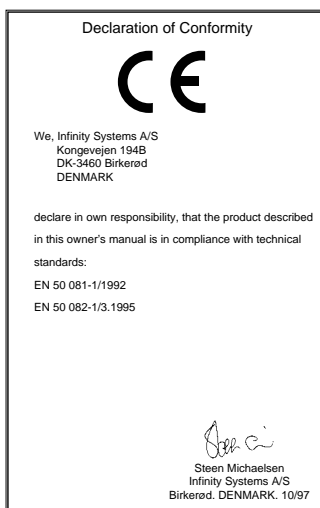 Declaration of Conformity
CE
We, Infinity Systems A/S
Kongevejen 194B
DK-3460 Birkerød
DENMARK
declare in own responsibility, that the product described
in this owner's manual is in compliance with technical
standards:
EN 50 081-1/1992
EN 50 082-1/3.1995
Steen Michaelsen
Infinity Systems A/S
Birkerød. DENMARK. 10/97